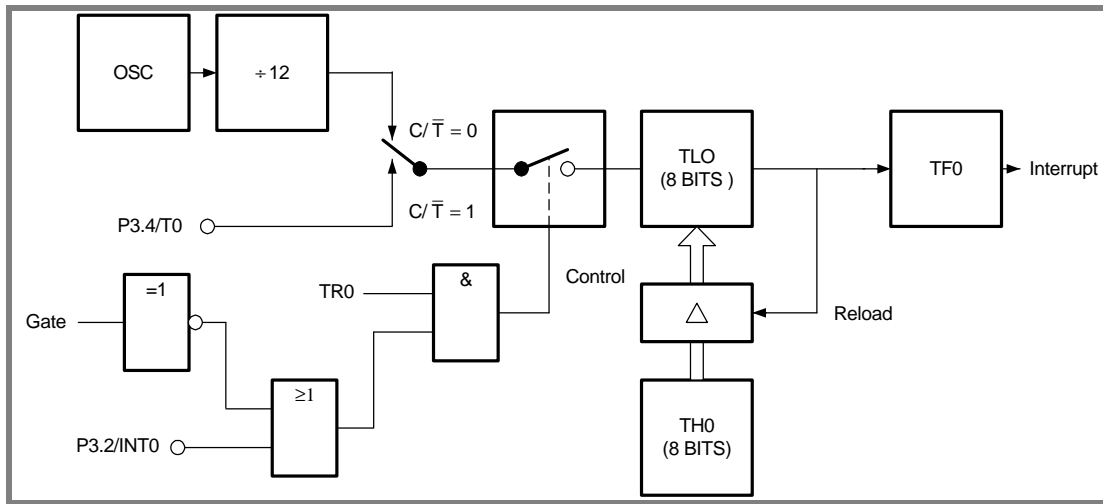 OSC
÷12
C/T̅ = 0
C/T̅ = 1
P3.4/T0
TLO
(8 BITS )
TF0
Interrupt
=1
Gate
TR0
&
Control
△
Reload
≥1
P3.2/INT0
TH0
(8 BITS)